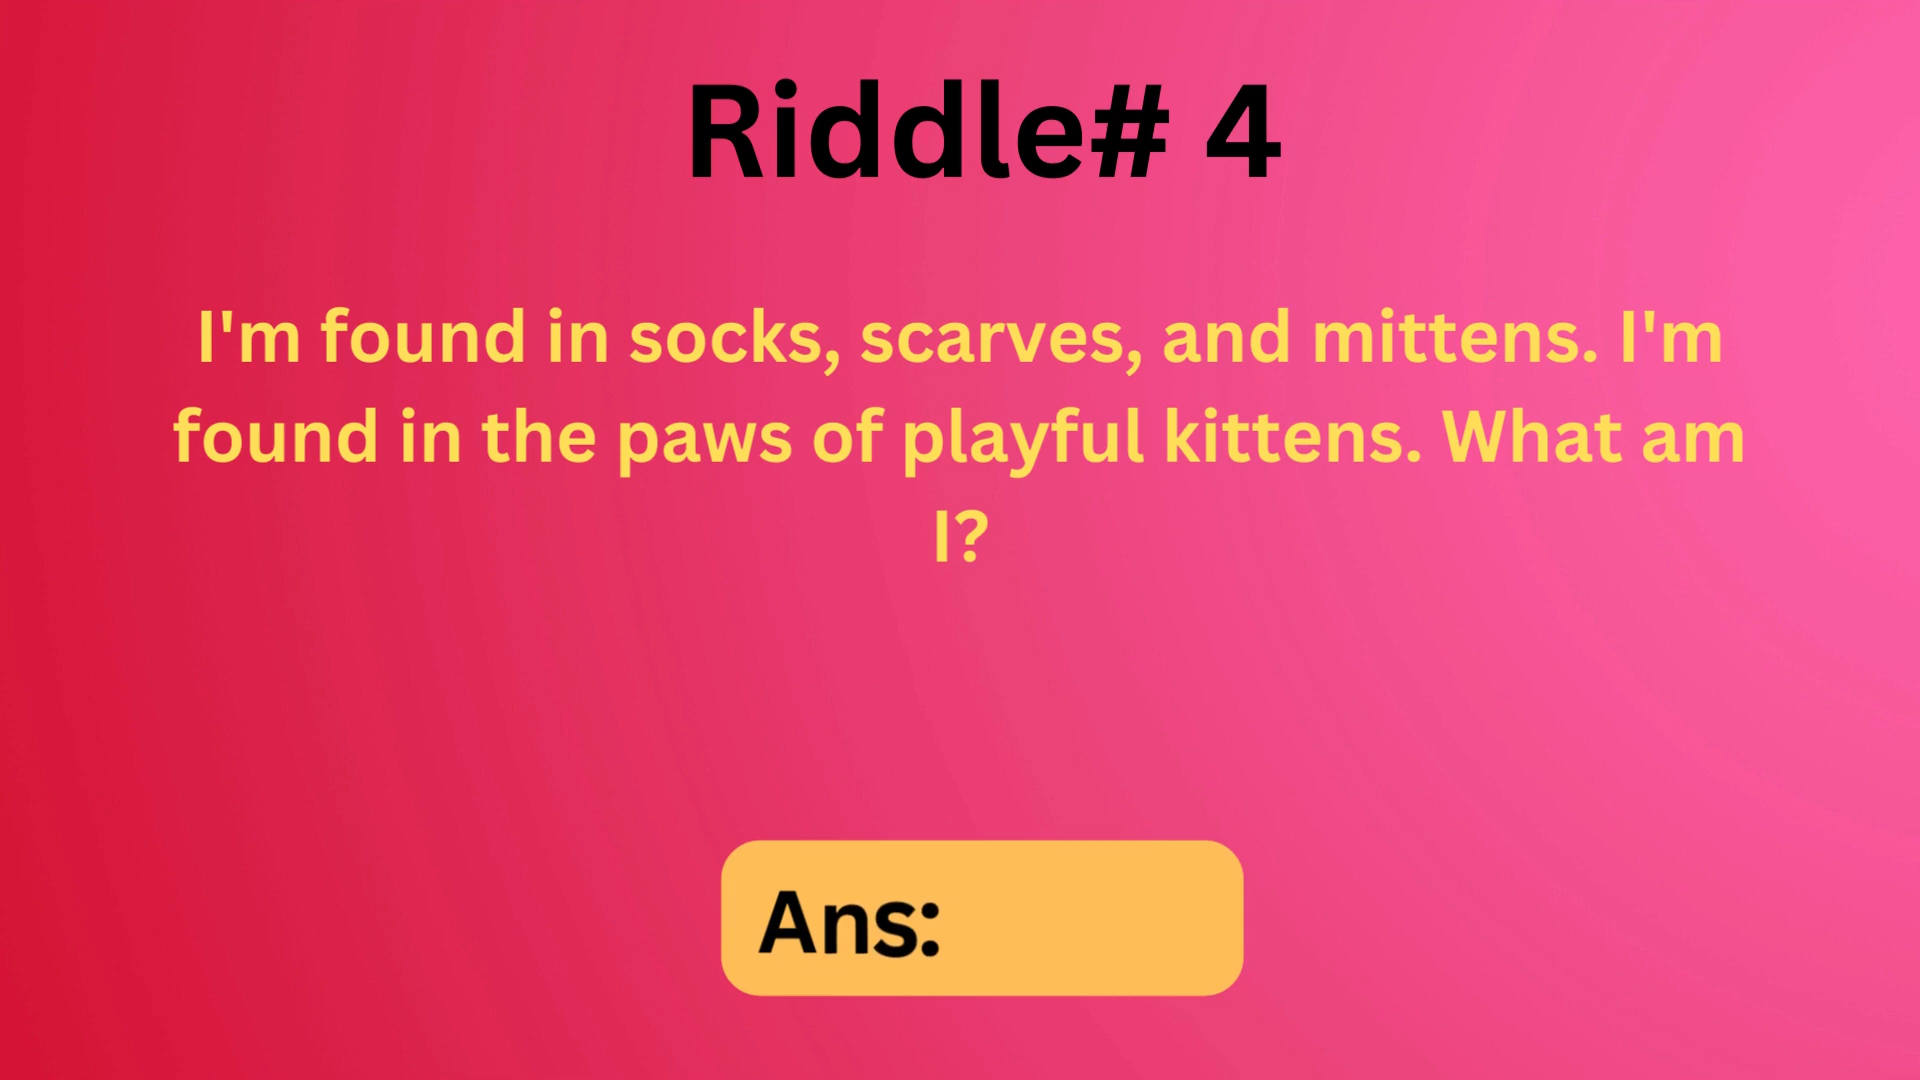 Riddle# 4
I'm found in socks, scarves, and mittens. I'm
found in the paws of playful kittens. What am
I?
Ans: